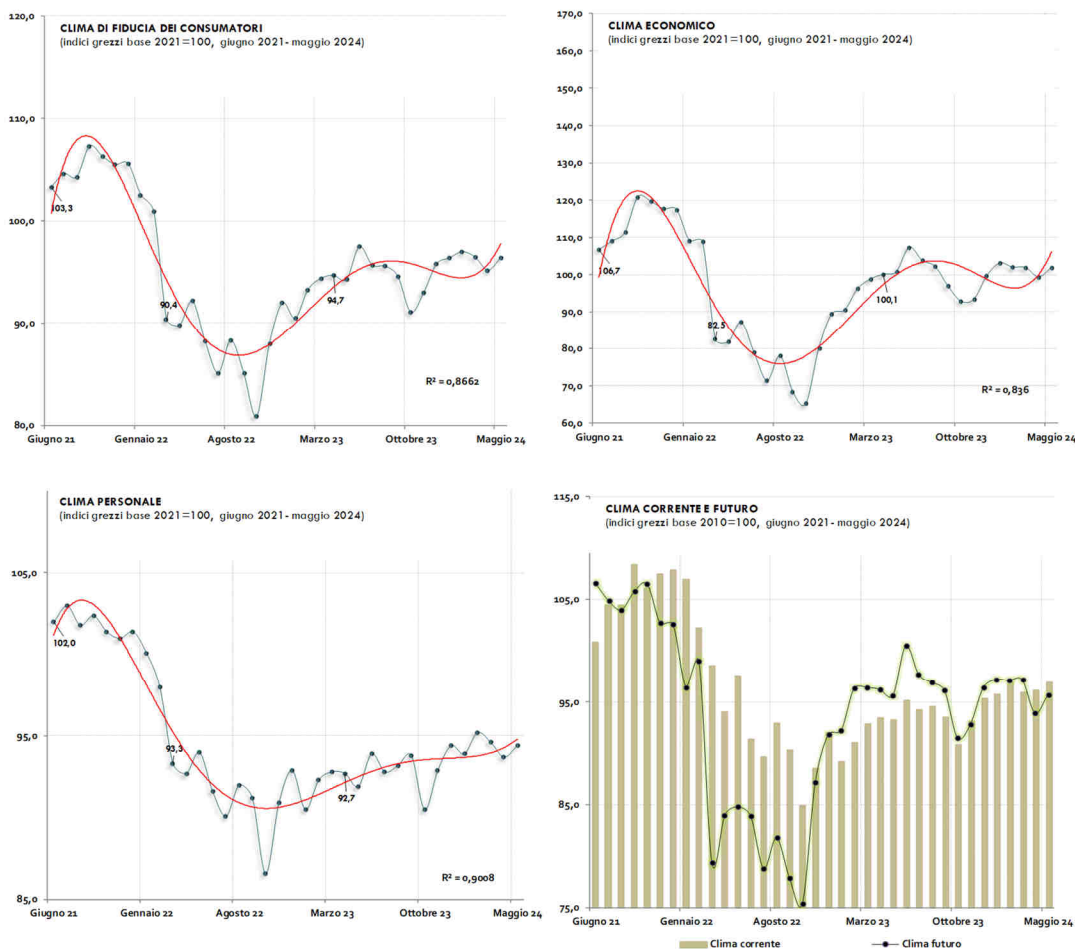 CLIMA DI FIDUCIA DEI CONSUMATORI
(indici grezzi base 2021=100, giugno 2021- maggio 2024)
120,0
110,0
100,0
90,0
80,0
103,3
90,4
94,7
R² = 0,8662
Giugno 21 Gennaio 22 Agosto 22 Marzo 23 Ottobre 23 Maggio 24
CLIMA ECONOMICO
(indici grezzi base 2021=100, giugno 2021- maggio 2024)
170,0
160,0
150,0
140,0
130,0
120,0
110,0
100,0
90,0
80,0
70,0
60,0
106,7
82,5
100,1
R² = 0,836
Giugno 21 Gennaio 22 Agosto 22 Marzo 23 Ottobre 23 Maggio 24
CLIMA PERSONALE
(indici grezzi base 2021=100, giugno 2021- maggio 2024)
105,0
95,0
85,0
102,0
93,3
92,7
R² = 0,9008
Giugno 21 Gennaio 22 Agosto 22 Marzo 23 Ottobre 23 Maggio 24
CLIMA CORRENTE E FUTURO
(indici grezzi base 2010=100, giugno 2021- maggio 2024)
115,0
105,0
95,0
85,0
75,0
Giugno 21 Gennaio 22 Agosto 22 Marzo 23 Ottobre 23 Maggio 24
Clima corrente Clima futuro